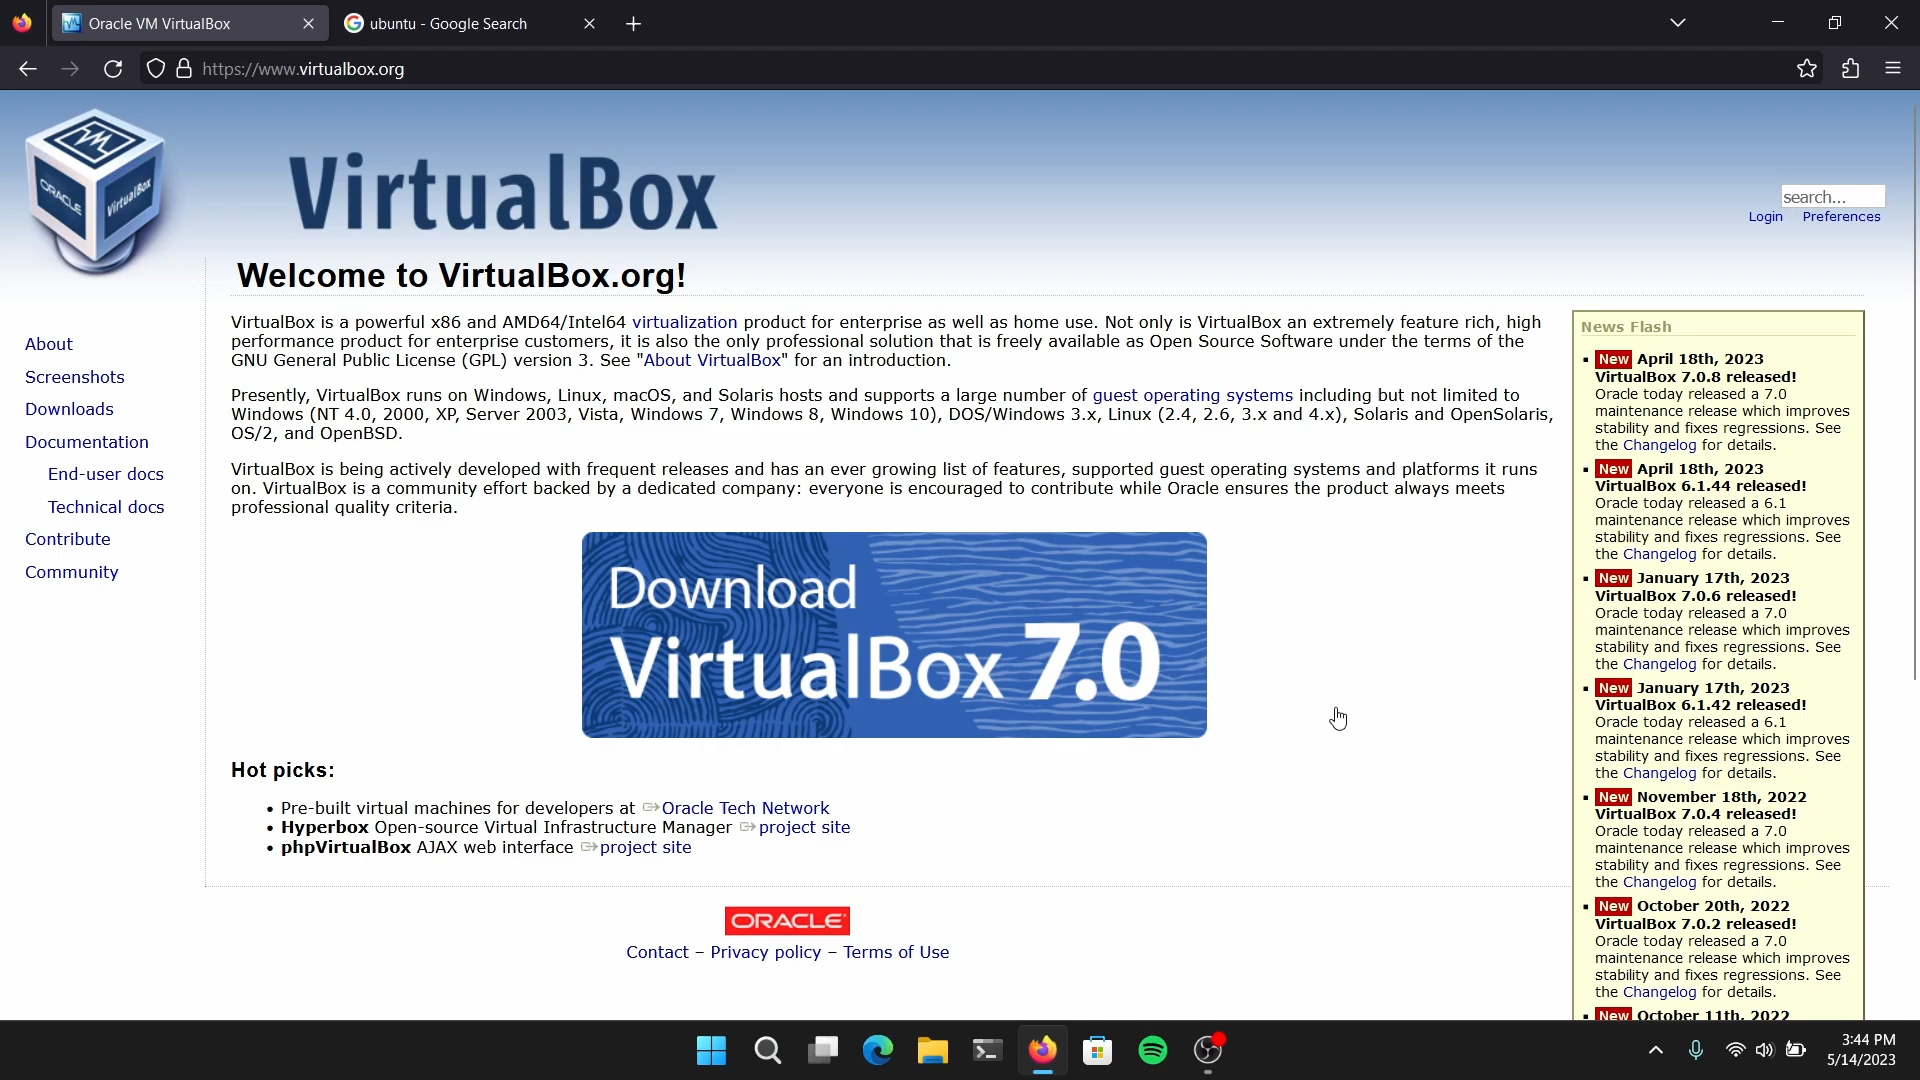 Oracle VM VirtualBox
ubuntu - Google Search
https://www.virtualbox.org
ORACLE
VirtualBox
VirtualBox
search...
Login Preferences
Welcome to VirtualBox.org!
About
Screenshots
Downloads
Documentation
End-user docs
Technical docs
Contribute
Community
VirtualBox is a powerful x86 and AMD64/Intel64 virtualization product for enterprise as well as home use. Not only is VirtualBox an extremely feature rich, high
performance product for enterprise customers, it is also the only professional solution that is freely available as Open Source Software under the terms of the
GNU General Public License (GPL) version 3. See "About VirtualBox" for an introduction.
Presently, VirtualBox runs on Windows, Linux, macOS, and Solaris hosts and supports a large number of guest operating systems including but not limited to
Windows (NT 4.0, 2000, XP, Server 2003, Vista, Windows 7, Windows 8, Windows 10), DOS/Windows 3.x, Linux (2.4, 2.6, 3.x and 4.x), Solaris and OpenSolaris,
OS/2, and OpenBSD.
VirtualBox is being actively developed with frequent releases and has an ever growing list of features, supported guest operating systems and platforms it runs
on. VirtualBox is a community effort backed by a dedicated company: everyone is encouraged to contribute while Oracle ensures the product always meets
professional quality criteria.
Download
VirtualBox 7.0
Hot picks:
• Pre-built virtual machines for developers at Oracle Tech Network
• Hyperbox Open-source Virtual Infrastructure Manager project site
• phpVirtualBox AJAX web interface project site
ORACLE
Contact – Privacy policy – Terms of Use
News Flash
New April 18th, 2023
VirtualBox 7.0.8 released!
Oracle today released a 7.0
maintenance release which improves
stability and fixes regressions. See
the Changelog for details.
New April 18th, 2023
VirtualBox 6.1.44 released!
Oracle today released a 6.1
maintenance release which improves
stability and fixes regressions. See
the Changelog for details.
New January 17th, 2023
VirtualBox 7.0.6 released!
Oracle today released a 7.0
maintenance release which improves
stability and fixes regressions. See
the Changelog for details.
New January 17th, 2023
VirtualBox 6.1.42 released!
Oracle today released a 6.1
maintenance release which improves
stability and fixes regressions. See
the Changelog for details.
New November 18th, 2022
VirtualBox 7.0.4 released!
Oracle today released a 7.0
maintenance release which improves
stability and fixes regressions. See
the Changelog for details.
New October 20th, 2022
VirtualBox 7.0.2 released!
Oracle today released a 7.0
maintenance release which improves
stability and fixes regressions. See
the Changelog for details.
New October 11th, 2022
3:44 PM
5/14/2023